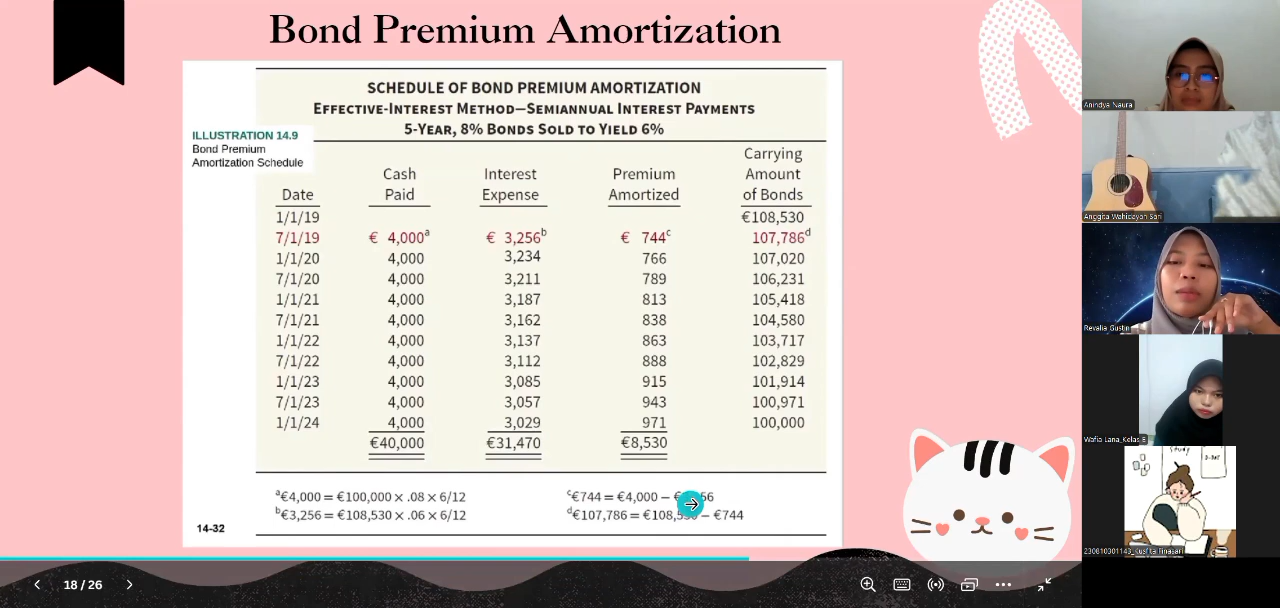 Bond Premium Amortization
SCHEDULE OF BOND PREMIUM AMORTIZATION
EFFECTIVE-INTEREST METHOD—SEMIANNUAL INTEREST PAYMENTS
5-YEAR, 8% BONDS SOLD TO YIELD 6%
ILLUSTRATION 14.9
Bond Premium
Amortization Schedule
Date Cash Paid Interest Expense Premium Amortized Carrying Amount of Bonds
1/1/19 €108,530
7/1/19 € 4,000a € 3,256b € 744c 107,786d
1/1/20 4,000 3,234 766 107,020
7/1/20 4,000 3,211 789 106,231
1/1/21 4,000 3,187 813 105,418
7/1/21 4,000 3,162 838 104,580
1/1/22 4,000 3,137 863 103,717
7/1/22 4,000 3,112 888 102,829
1/1/23 4,000 3,085 915 101,914
7/1/23 4,000 3,057 943 100,971
1/1/24 4,000 3,029 971 100,000
€40,000 €31,470 €8,530
a€4,000 = €100,000 × .08 × 6/12
b€3,256 = €108,530 × .06 × 6/12
c€744 = €4,000 − € 56
d€107,786 = €108,530 − €744
14-32
18 / 26
Anindya Naura
Anggita Wahidayon Sari
Revalia Gustin
Wafia Lana_Kelas E